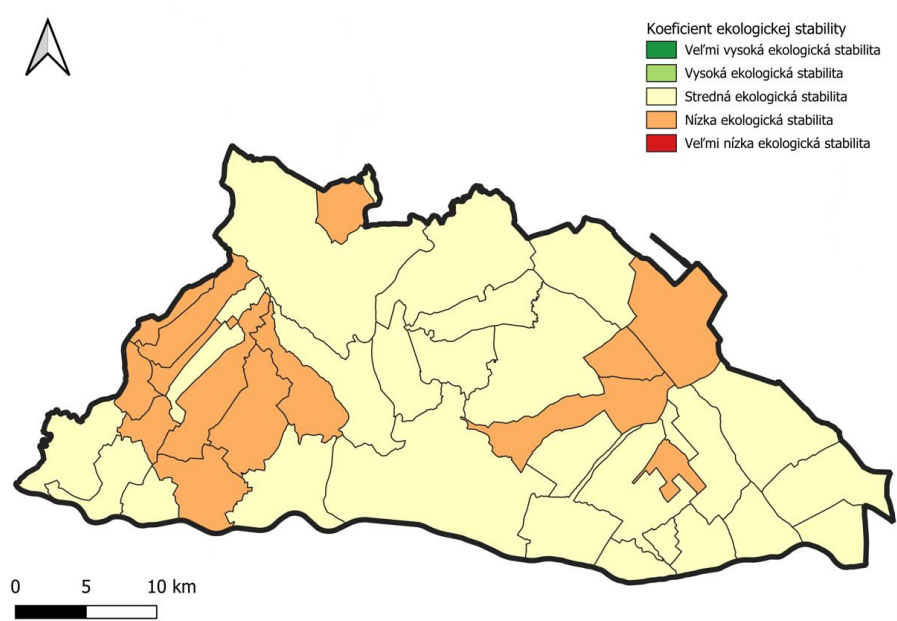 Koeficient ekologickej stability
Veľmi vysoká ekologická stabilita
Vysoká ekologická stabilita
Stredná ekologická stabilita
Nízka ekologická stabilita
Veľmi nízka ekologická stabilita
0 5 10 km